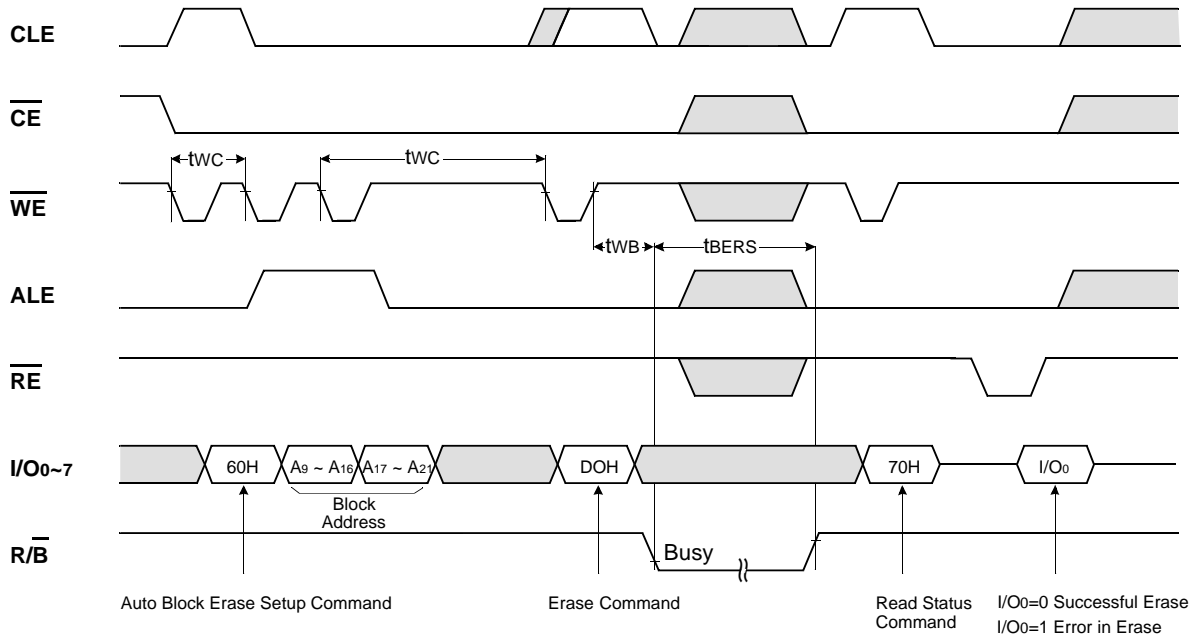 CLE
CE
tWC
tWC
WE
tWB
tBERS
ALE
RE
I/O0~7
60H
A9 ~ A16
A17 ~ A21
DOH
70H
I/O0
Block
Address
R/B
Busy
Auto Block Erase Setup Command
Erase Command
Read Status
Command
I/O0=0 Successful Erase
I/O0=1 Error in Erase